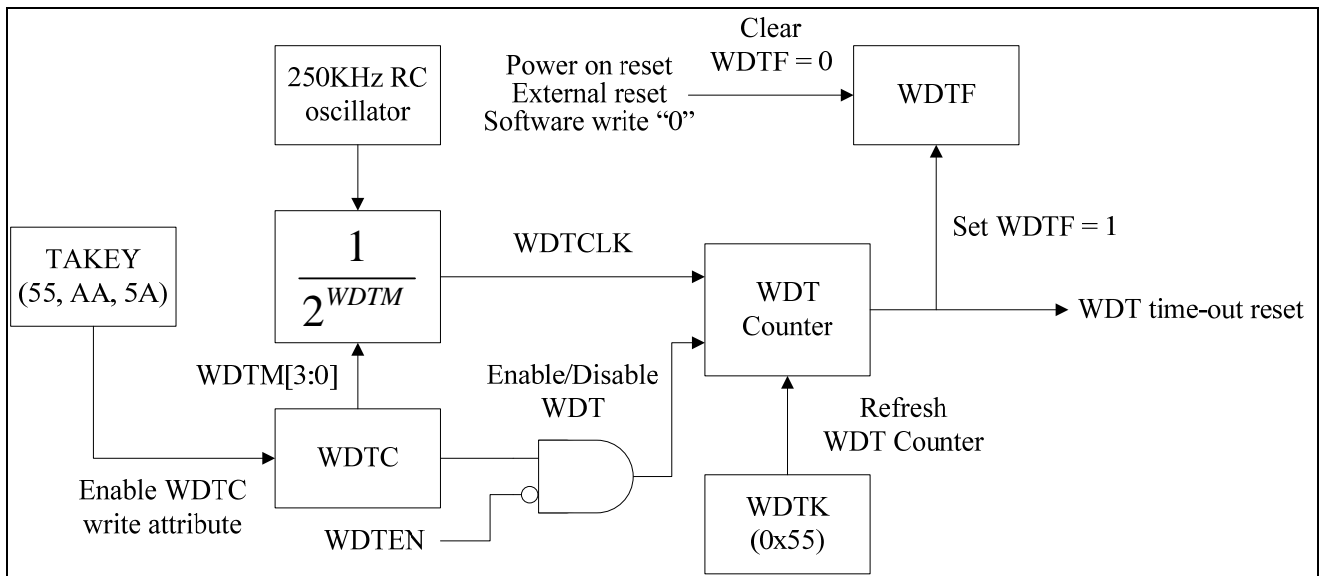 250KHz RC
oscillator
Power on reset
External reset
Software write “0”
Clear
WDTF = 0
WDTF
TAKEY
(55, AA, 5A)
1
2^WDTM
WDTCLK
WDT
Counter
Set WDTF = 1
WDT time-out reset
WDTM[3:0]
Enable/Disable
WDT
Refresh
WDT Counter
WDTC
Enable WDTC
write attribute
WDTEN
WDTK
(0x55)